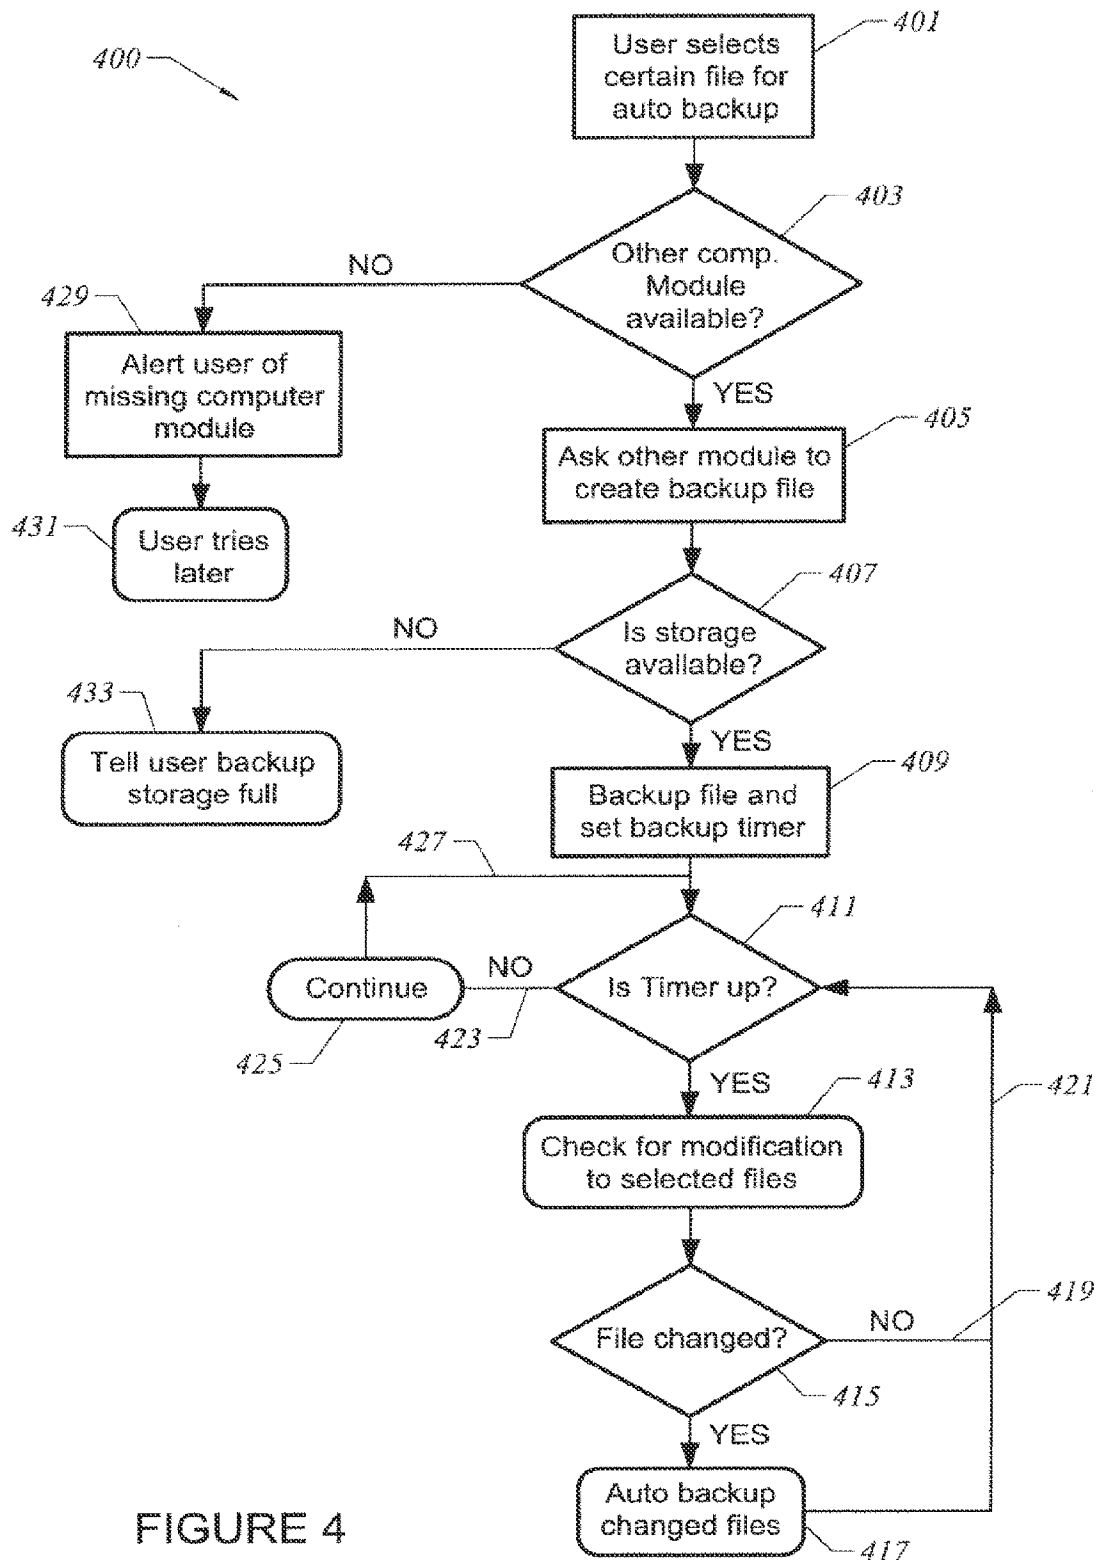 400
401
User selects
certain file for
auto backup
403
Other comp.
Module
available?
NO
429
Alert user of
missing computer
module
YES
405
Ask other module to
create backup file
431
User tries
later
407
Is storage
available?
NO
433
Tell user backup
storage full
YES
409
Backup file and
set backup timer
427
411
Is Timer up?
NO
Continue
423
425
YES
413
Check for modification
to selected files
421
419
File changed?
NO
415
YES
Auto backup
changed files
417
FIGURE 4